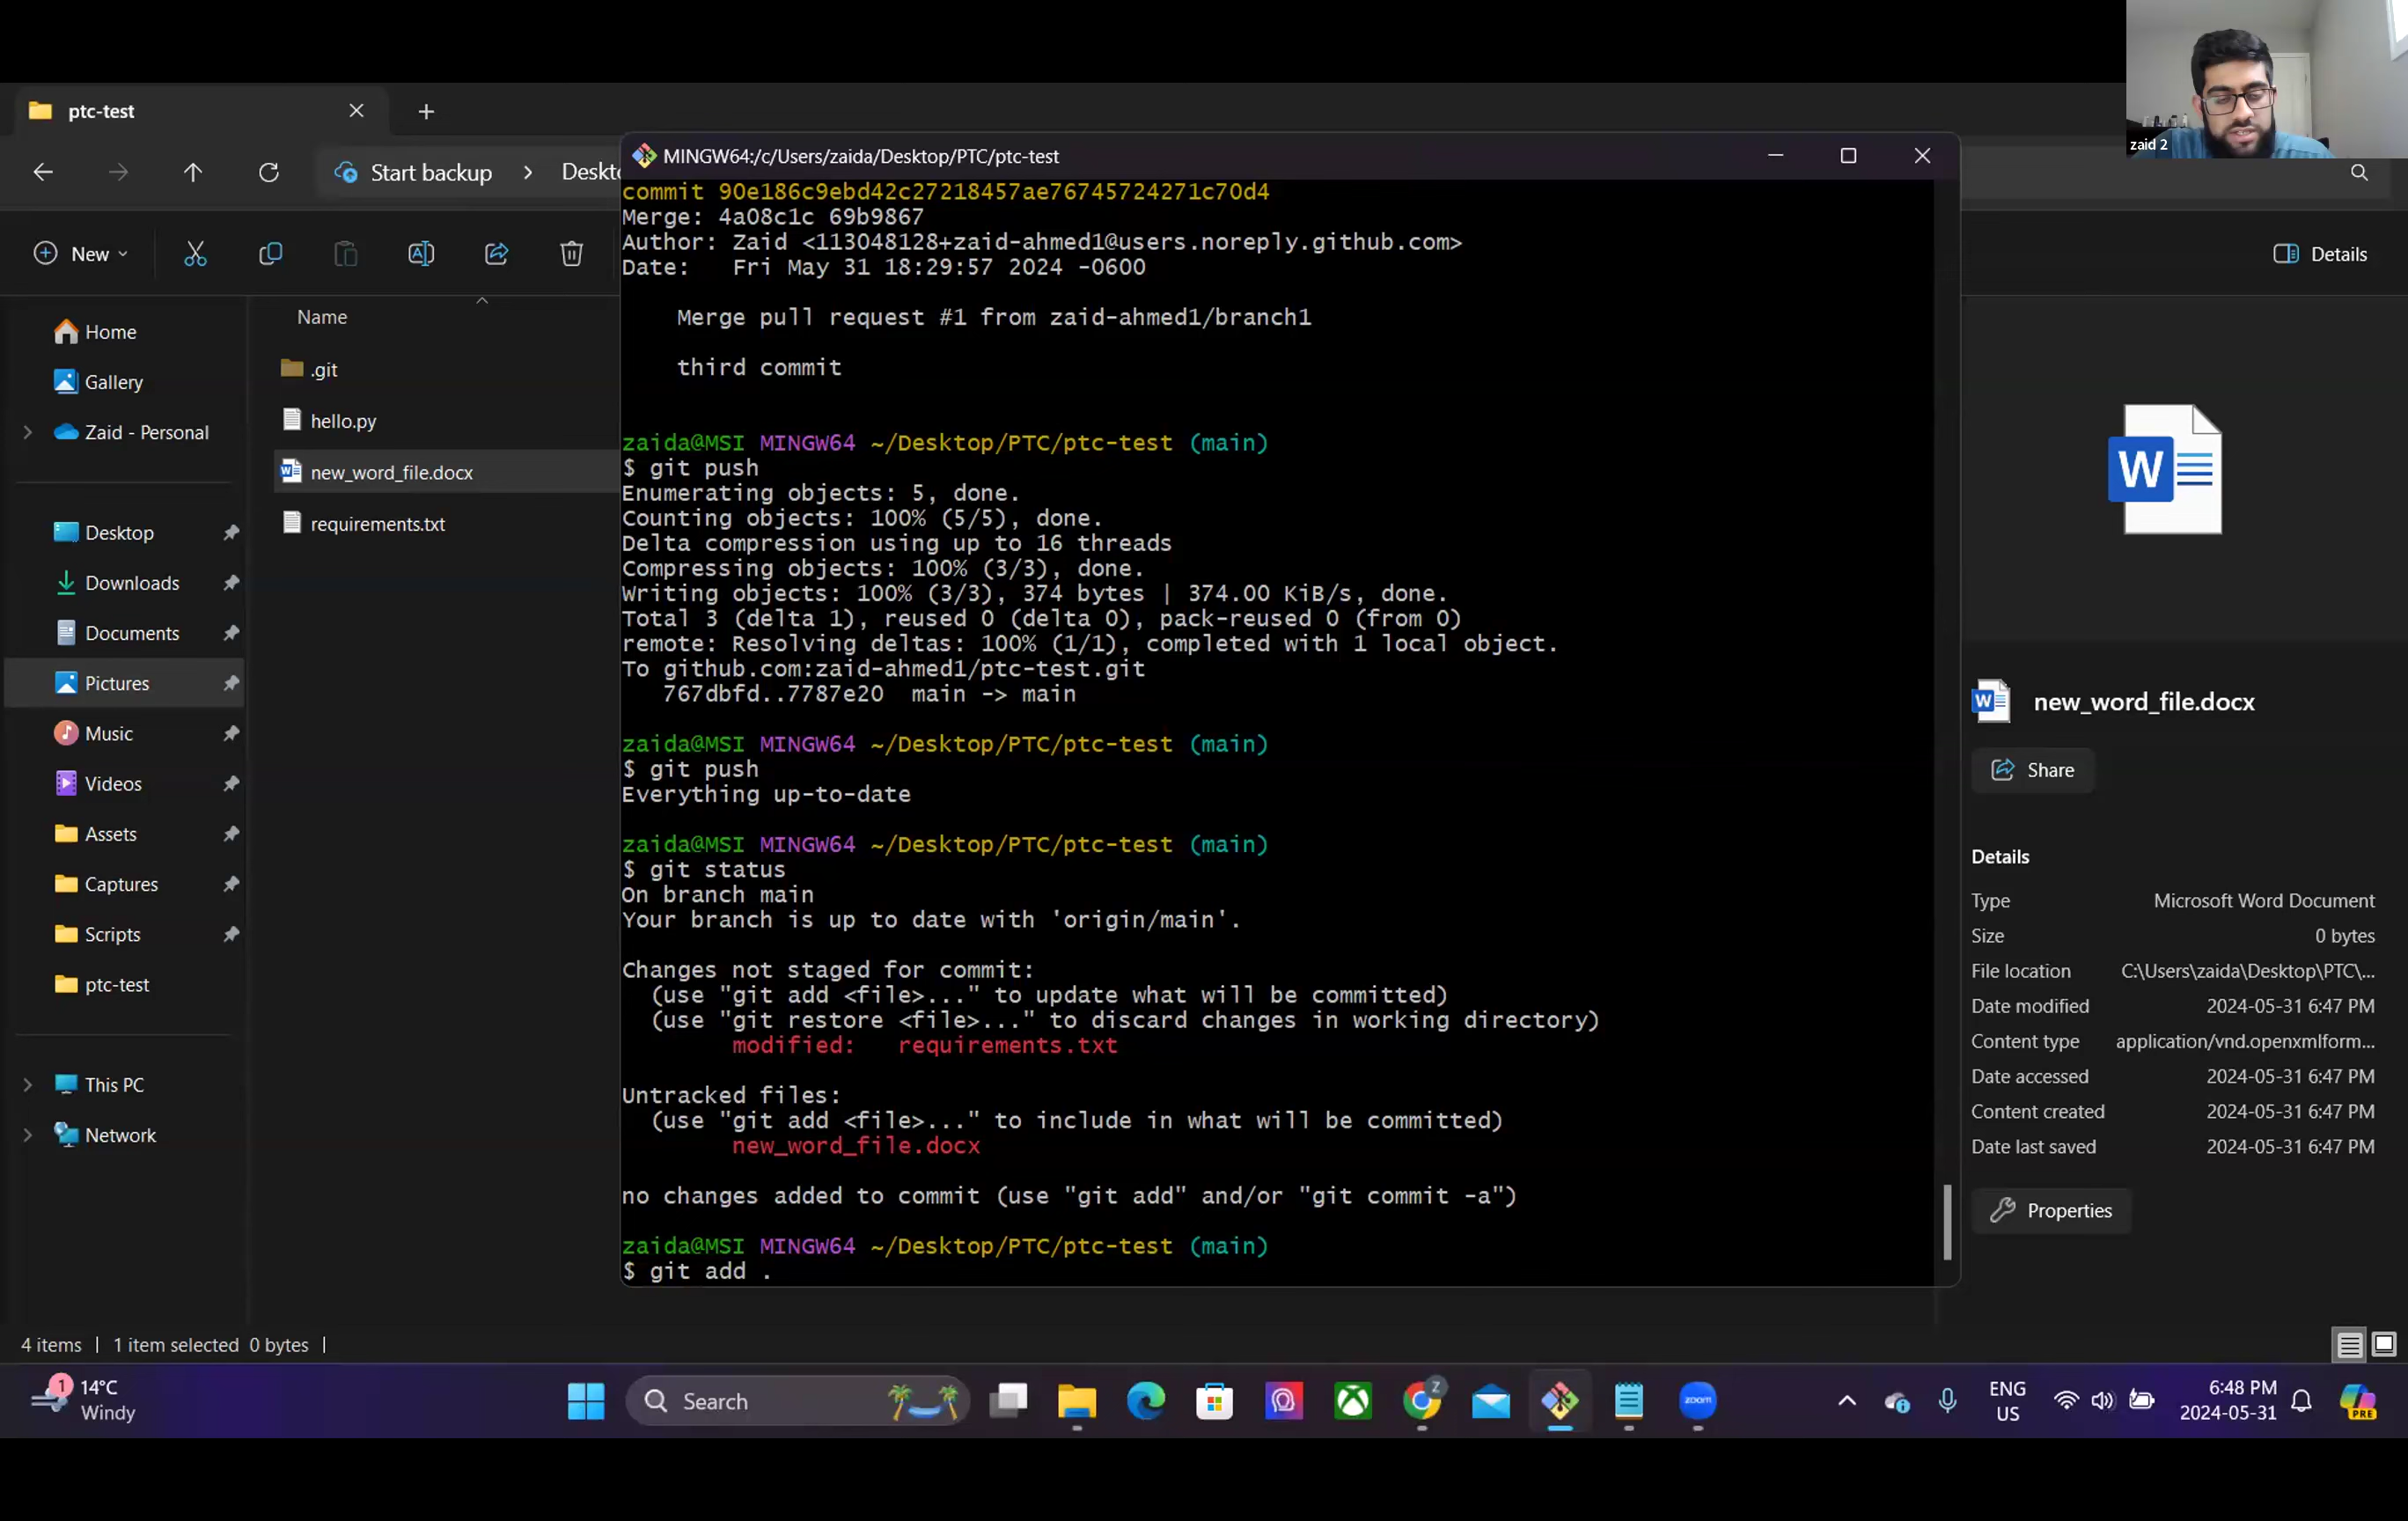 zaid 2
ptc-test
Start backup
Deskto
MINGW64:/c/Users/zaida/Desktop/PTC/ptc-test
New
Details
Name
.git
hello.py
new_word_file.docx
requirements.txt
Home
Gallery
Zaid - Personal
Desktop
Downloads
Documents
Pictures
Music
Videos
Assets
Captures
Scripts
ptc-test
This PC
Network
commit 90e186c9ebd42c27218457ae76745724271c70d4
Merge: 4a08c1c 69b9867
Author: Zaid <113048128+zaid-ahmed1@users.noreply.github.com>
Date:   Fri May 31 18:29:57 2024 -0600
Merge pull request #1 from zaid-ahmed1/branch1
third commit
zaida@MSI MINGW64 ~/Desktop/PTC/ptc-test (main)
$ git push
Enumerating objects: 5, done.
Counting objects: 100% (5/5), done.
Delta compression using up to 16 threads
Compressing objects: 100% (3/3), done.
Writing objects: 100% (3/3), 374 bytes | 374.00 KiB/s, done.
Total 3 (delta 1), reused 0 (delta 0), pack-reused 0 (from 0)
remote: Resolving deltas: 100% (1/1), completed with 1 local object.
To github.com:zaid-ahmed1/ptc-test.git
767dbfd..7787e20  main -> main
zaida@MSI MINGW64 ~/Desktop/PTC/ptc-test (main)
$ git push
Everything up-to-date
zaida@MSI MINGW64 ~/Desktop/PTC/ptc-test (main)
$ git status
On branch main
Your branch is up to date with 'origin/main'.
Changes not staged for commit:
(use "git add <file>..." to update what will be committed)
(use "git restore <file>..." to discard changes in working directory)
modified:   requirements.txt
Untracked files:
(use "git add <file>..." to include in what will be committed)
new_word_file.docx
no changes added to commit (use "git add" and/or "git commit -a")
zaida@MSI MINGW64 ~/Desktop/PTC/ptc-test (main)
$ git add .
W
new_word_file.docx
Share
Details
Type Microsoft Word Document
Size 0 bytes
File location C:\Users\zaida\Desktop\PTC\...
Date modified 2024-05-31 6:47 PM
Content type application/vnd.openxmlform...
Date accessed 2024-05-31 6:47 PM
Content created 2024-05-31 6:47 PM
Date last saved 2024-05-31 6:47 PM
Properties
4 items | 1 item selected 0 bytes |
1
14°C
Windy
Search
Z
zoom
ENG
US
6:48 PM
2024-05-31
PRE